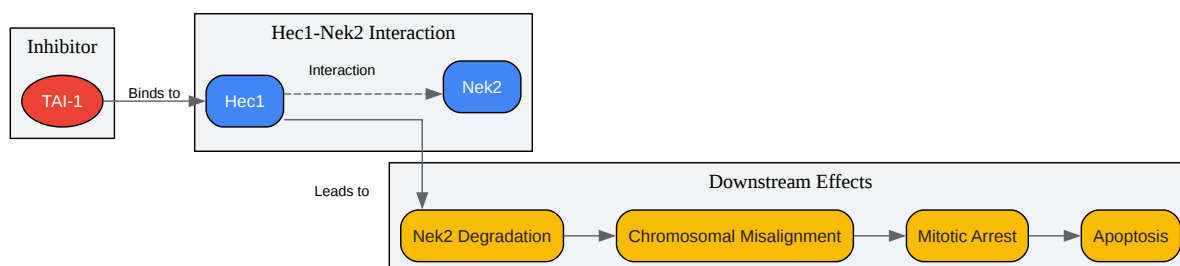 Inhibitor
TAI-1
Binds to
Hec1-Nek2 Interaction
Hec1
Interaction
Nek2
Leads to
Downstream Effects
Nek2 Degradation
Chromosomal Misalignment
Mitotic Arrest
Apoptosis